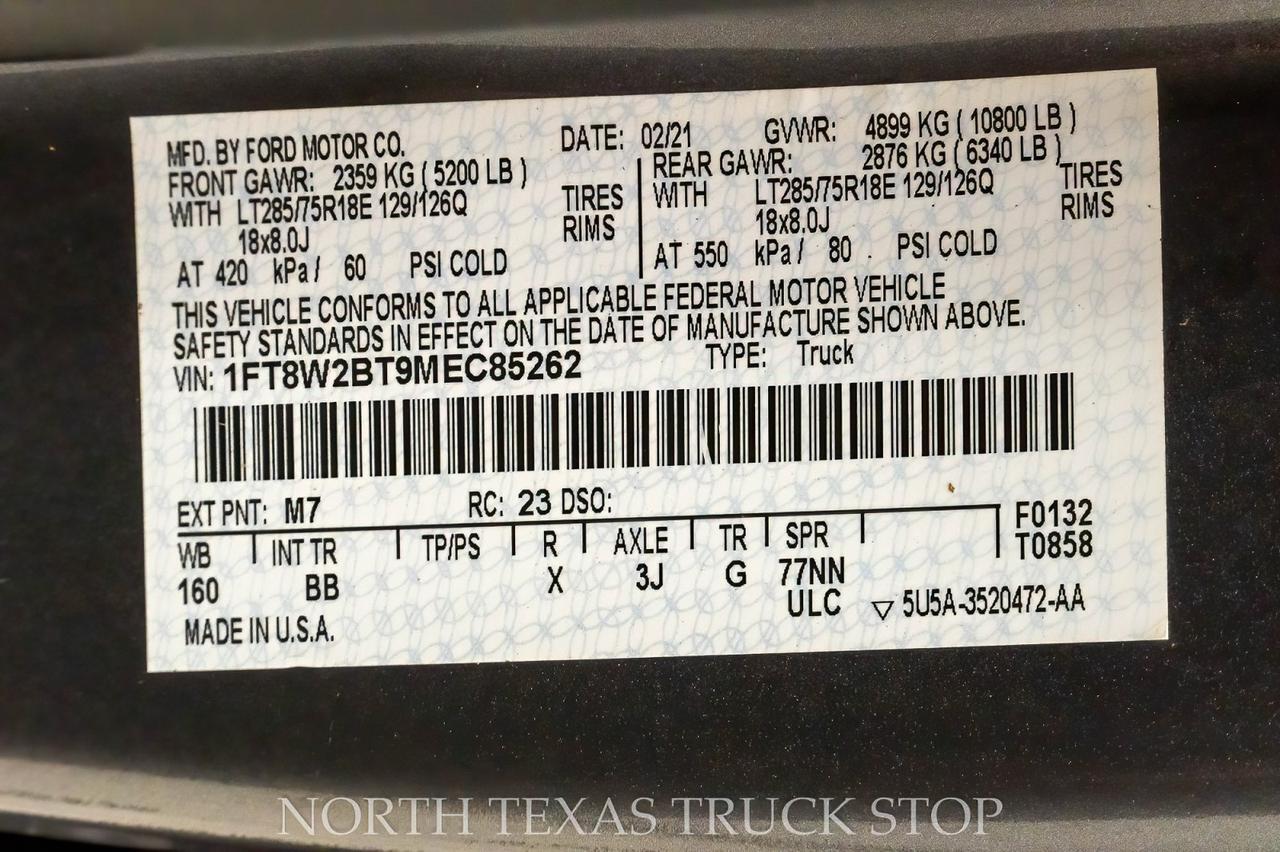 MFD. BY FORD MOTOR CO. DATE: 02/21 GVWR: 4899 KG ( 10800 LB )
FRONT GAWR: 2359 KG ( 5200 LB ) REAR GAWR: 2876 KG ( 6340 LB )
WITH LT285/75R18E 129/126Q TIRES WITH LT285/75R18E 129/126Q TIRES
18x8.0J RIMS 18x8.0J RIMS
AT 420 kPa / 60 PSI COLD AT 550 kPa / 80 PSI COLD
THIS VEHICLE CONFORMS TO ALL APPLICABLE FEDERAL MOTOR VEHICLE
SAFETY STANDARDS IN EFFECT ON THE DATE OF MANUFACTURE SHOWN ABOVE.
VIN: 1FT8W2BT9MEC85262 TYPE: Truck
EXT PNT: M7 RC: 23 DSO: F0132
WB INT TR TP/PS R AXLE TR SPR T0858
160 BB X 3J G 77NN
ULC ▽ 5U5A-3520472-AA
MADE IN U.S.A.
NORTH TEXAS TRUCK STOP